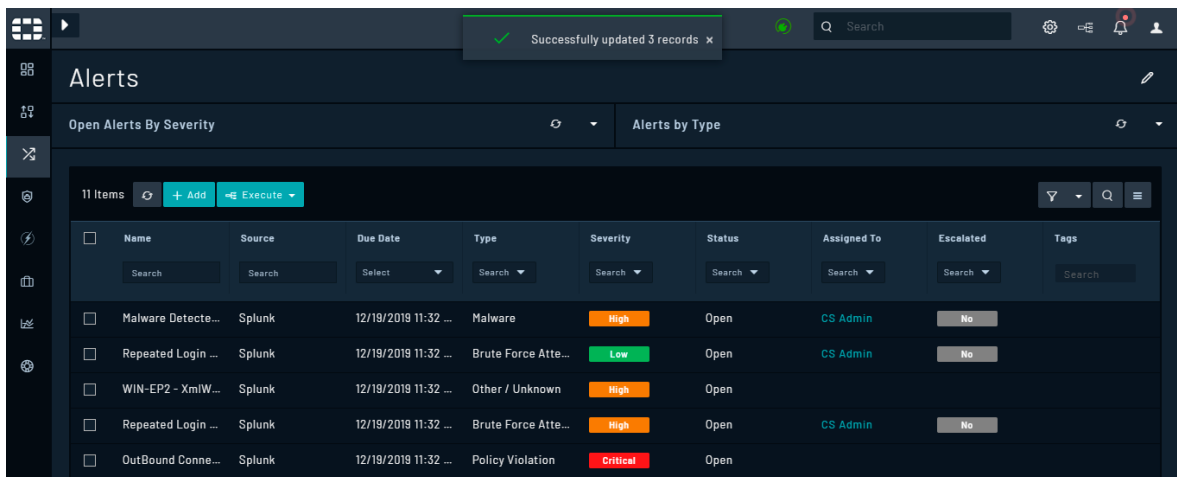 Successfully updated 3 records ×
Search
Alerts
Open Alerts By Severity
Alerts by Type
11 Items + Add Execute
Name Source Due Date Type Severity Status Assigned To Escalated Tags
Search Search Select Search Search Search Search Search Search
Malware Detecte... Splunk 12/19/2019 11:32 ... Malware High Open CS Admin No
Repeated Login ... Splunk 12/19/2019 11:32 ... Brute Force Atte... Low Open CS Admin No
WIN-EP2 - XmlW... Splunk 12/19/2019 11:32 ... Other / Unknown High Open
Repeated Login ... Splunk 12/19/2019 11:32 ... Brute Force Atte... High Open CS Admin No
OutBound Conne... Splunk 12/19/2019 11:32 ... Policy Violation Critical Open